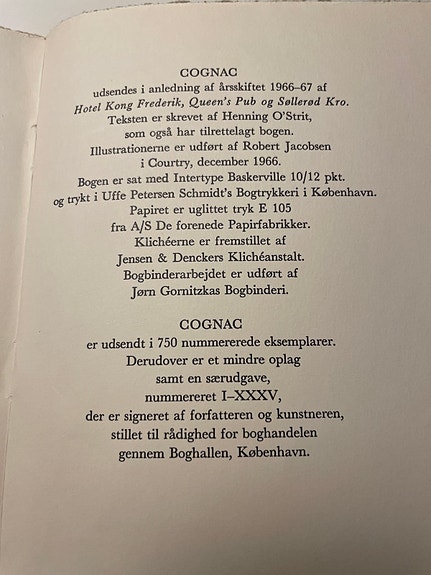 COGNAC
udsendes i anledning af årsskiftet 1966–67 af
Hotel Kong Frederik, Queen's Pub og Søllerød Kro.
Teksten er skrevet af Henning O'Strit,
som også har tilrettelagt bogen.
Illustrationerne er udført af Robert Jacobsen
i Courtry, december 1966.
Bogen er sat med Intertype Baskerville 10/12 pkt.
og trykt i Uffe Petersen Schmidt's Bogtrykkeri i København.
Papiret er uglittet tryk E 105
fra A/S De forenede Papirfabrikker.
Klichéerne er fremstillet af
Jensen & Denckers Klichéanstalt.
Bogbinderarbejdet er udført af
Jørn Gornitzkas Bogbinderi.
COGNAC
er udsendt i 750 nummererede eksemplarer.
Derudover er et mindre oplag
samt en særudgave,
nummereret I–XXXV,
der er signeret af forfatteren og kunstneren,
stillet til rådighed for boghandelen
gennem Boghallen, København.